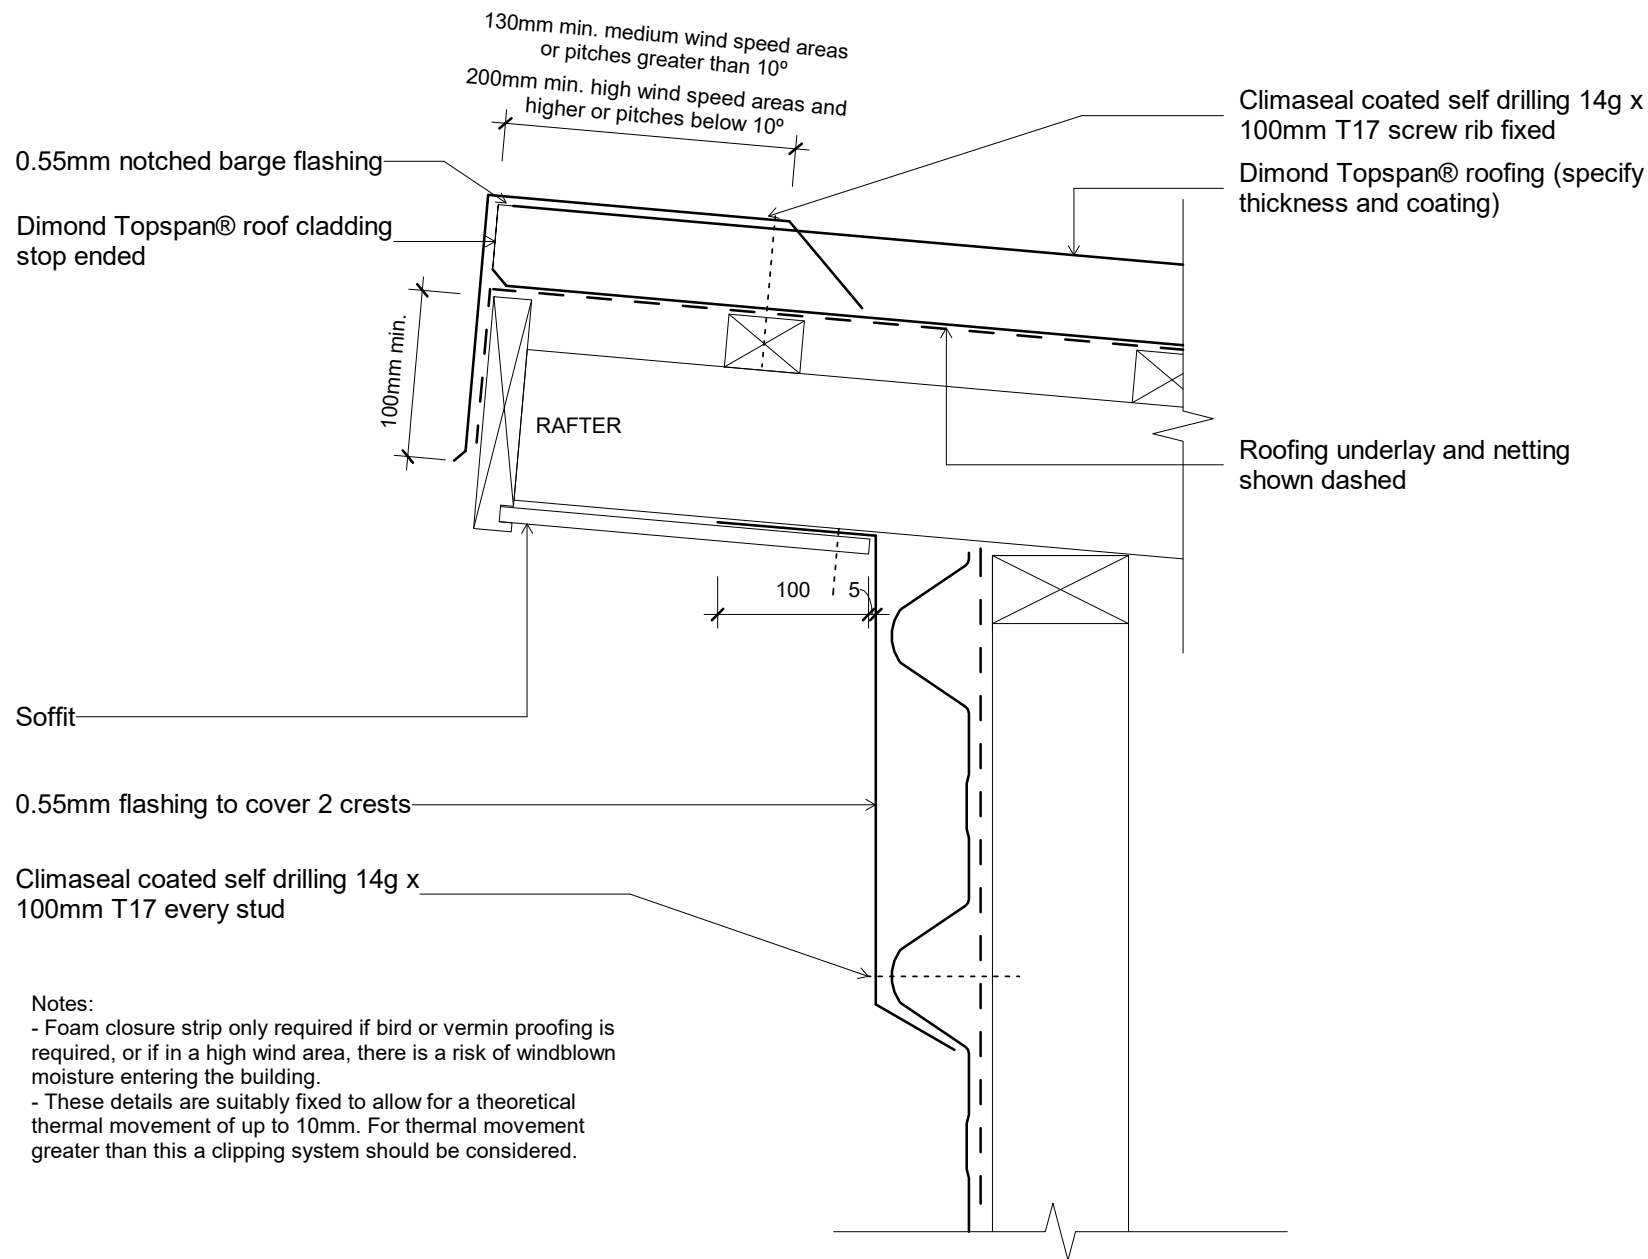 130mm min. medium wind speed areas
or pitches greater than 10º
200mm min. high wind speed areas and
higher or pitches below 10º
Climaseal coated self drilling 14g x
100mm T17 screw rib fixed
0.55mm notched barge flashing
Dimond Topspan® roofing (specify
thickness and coating)
Dimond Topspan® roof cladding
stop ended
100mm min.
RAFTER
Roofing underlay and netting
shown dashed
100
5
Soffit
0.55mm flashing to cover 2 crests
Climaseal coated self drilling 14g x
100mm T17 every stud
Notes:
- Foam closure strip only required if bird or vermin proofing is
required, or if in a high wind area, there is a risk of windblown
moisture entering the building.
- These details are suitably fixed to allow for a theoretical
thermal movement of up to 10mm. For thermal movement
greater than this a clipping system should be considered.